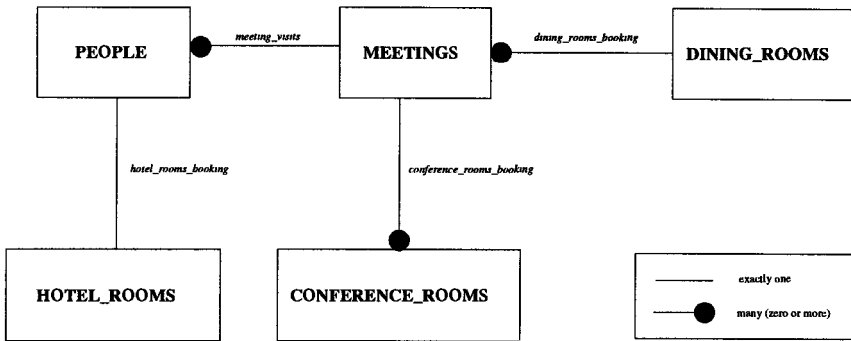 PEOPLE
meeting_visits
MEETINGS
dining_rooms_booking
DINING_ROOMS
hotel_rooms_booking
conference_rooms_booking
HOTEL_ROOMS
CONFERENCE_ROOMS
exactly one
many (zero or more)